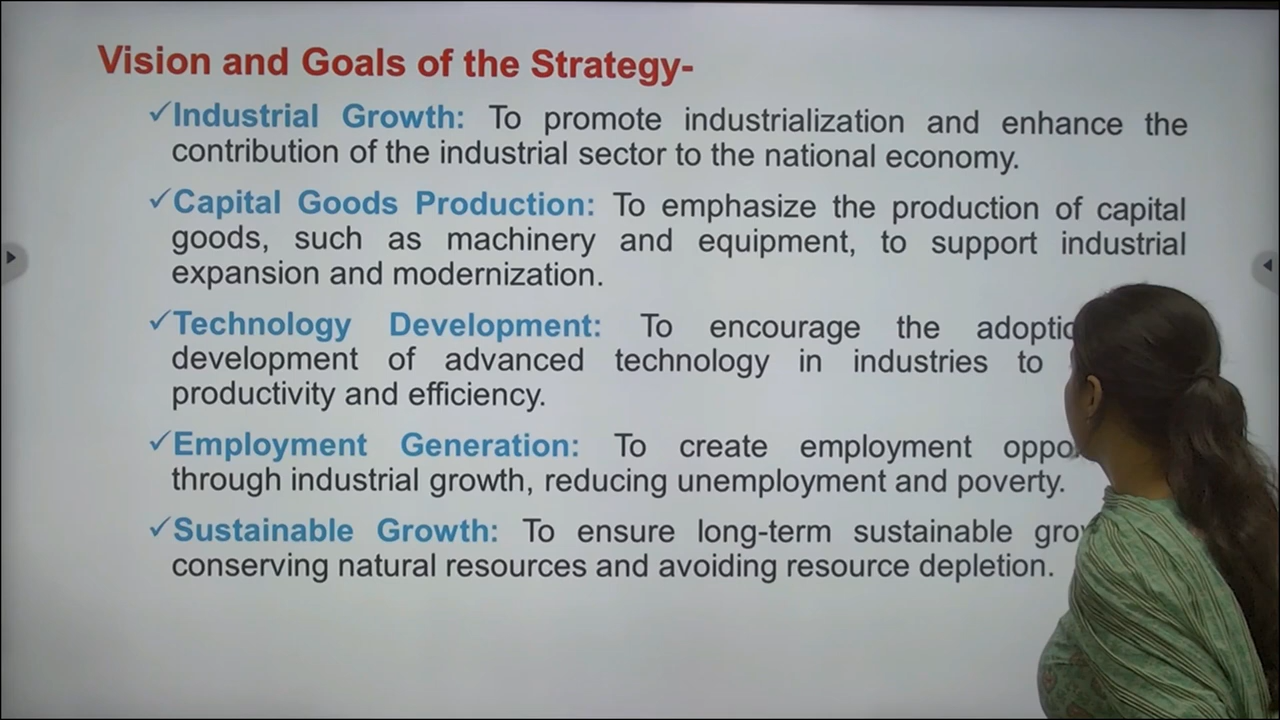 Vision and Goals of the Strategy-
✓Industrial Growth: To promote industrialization and enhance the
contribution of the industrial sector to the national economy.
✓Capital Goods Production: To emphasize the production of capital
goods, such as machinery and equipment, to support industrial
expansion and modernization.
✓Technology Development: To encourage the
development of advanced technology in industries to
productivity and efficiency.
✓Employment Generation: To create employment
through industrial growth, reducing unemployment and poverty.
✓Sustainable Growth: To ensure long-term sustainable
conserving natural resources and avoiding resource depletion.